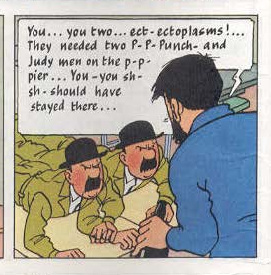 You... you two... ect-ectoplasms!...
They needed two P-P-Punch- and
Judy men on the p-p-
pier... You-you sh-
sh-should have
stayed there...